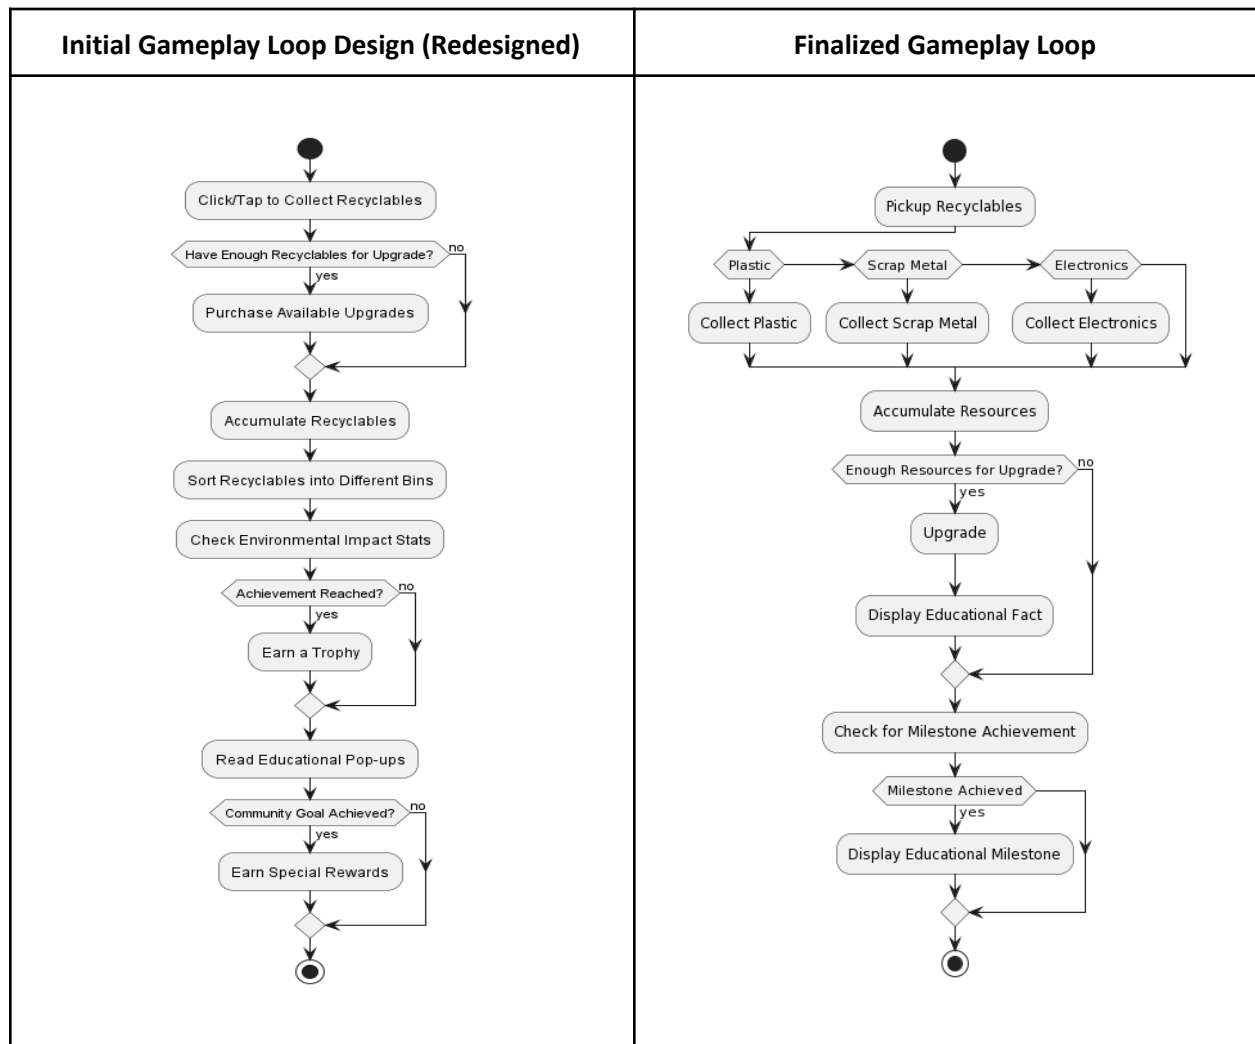 Initial Gameplay Loop Design (Redesigned)
Click/Tap to Collect Recyclables
Have Enough Recyclables for Upgrade?
no
yes
Purchase Available Upgrades
Accumulate Recyclables
Sort Recyclables into Different Bins
Check Environmental Impact Stats
Achievement Reached?
no
yes
Earn a Trophy
Read Educational Pop-ups
Community Goal Achieved?
no
yes
Earn Special Rewards
Finalized Gameplay Loop
Pickup Recyclables
Plastic
Scrap Metal
Electronics
Collect Plastic
Collect Scrap Metal
Collect Electronics
Accumulate Resources
Enough Resources for Upgrade?
no
yes
Upgrade
Display Educational Fact
Check for Milestone Achievement
Milestone Achieved
yes
Display Educational Milestone